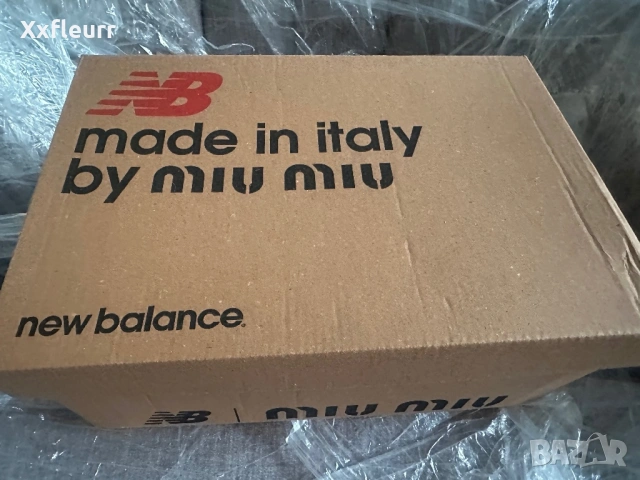 Xxfleurr
NB
made in italy
by miu miu
new balance
NB | miu miu
BAZAR